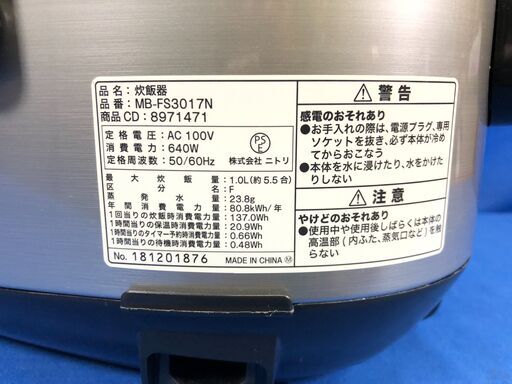 品名：炊飯器
品番：MB-FS3017N
商品CD：8971471
定格電圧：AC 100V
消費電力：640W
定格周波数：50/60Hz
PS
E
株式会社 ニトリ
最大炊飯量：1.0L(約5.5合)
区分名：F
蒸発水量：23.8g
年間消費電力量：80.8kWh/年
1回当りの炊飯時消費電力量：137.0Wh
1時間当りの保温時消費電力量：20.9Wh
1時間当りのタイマー予約時消費電力量：0.66Wh
1時間当りの待機時消費電力量：0.48Wh
No. 181201876
MADE IN CHINA Ⓜ
警告
感電のおそれあり
●お手入れの際は、電源プラグ、専用
ソケットを抜き、必ず本体が冷め
てからおこなう
●本体を水に浸けたり、水をかけた
りしない
注意
やけどのおそれあり
●使用中や使用後しばらくは本体の
高温部(内ふた、蒸気口など)を触
らない